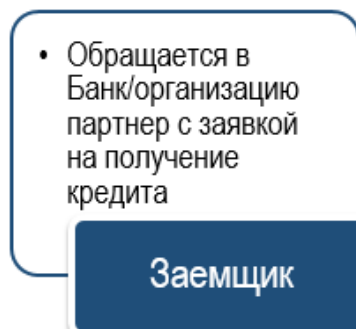 • Обращается в
Банк/организацию
партнер с заявкой
на получение
кредита
Заемщик